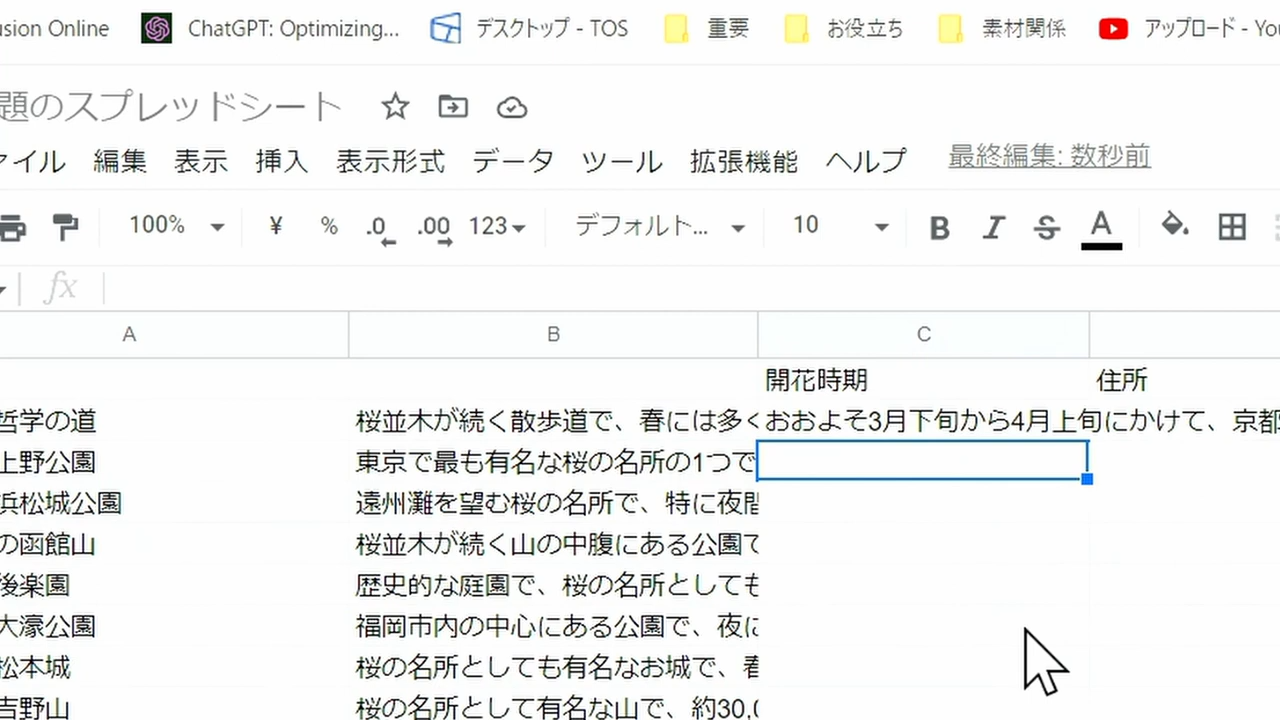 usion Online ChatGPT: Optimizing... デスクトップ - TOS 重要 お役立ち 素材関係 アップロード - You
題のスプレッドシート
ァイル 編集 表示 挿入 表示形式 データ ツール 拡張機能 ヘルプ 最終編集: 数秒前
100% ¥ % .0 .00 123 デフォルト... 10 B I S A
fx
A B C
開花時期 住所
哲学の道 桜並木が続く散歩道で、春には多く おおよそ3月下旬から4月上旬にかけて、京都
上野公園 東京で最も有名な桜の名所の1つで
浜松城公園 遠州灘を望む桜の名所で、特に夜間
の函館山 桜並木が続く山の中腹にある公園で
後楽園 歴史的な庭園で、桜の名所としても
大濠公園 福岡市内の中心にある公園で、夜に
松本城 桜の名所としても有名なお城で、春
吉野山 桜の名所として有名な山で、約30,0